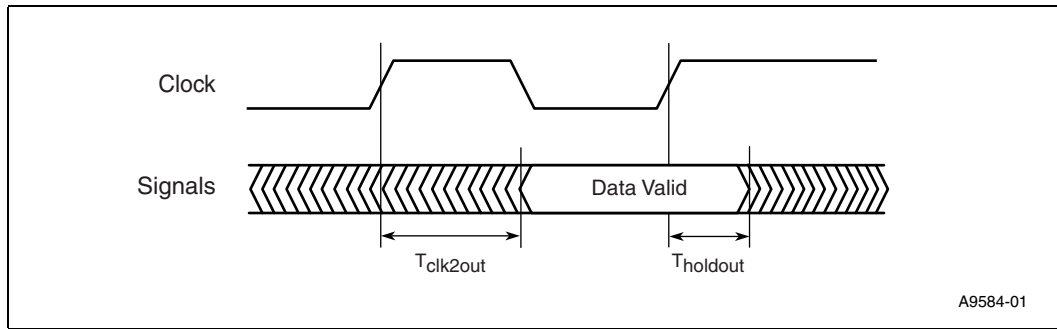 Clock
Signals
Data Valid
Tclk2out
Tholdout
A9584-01